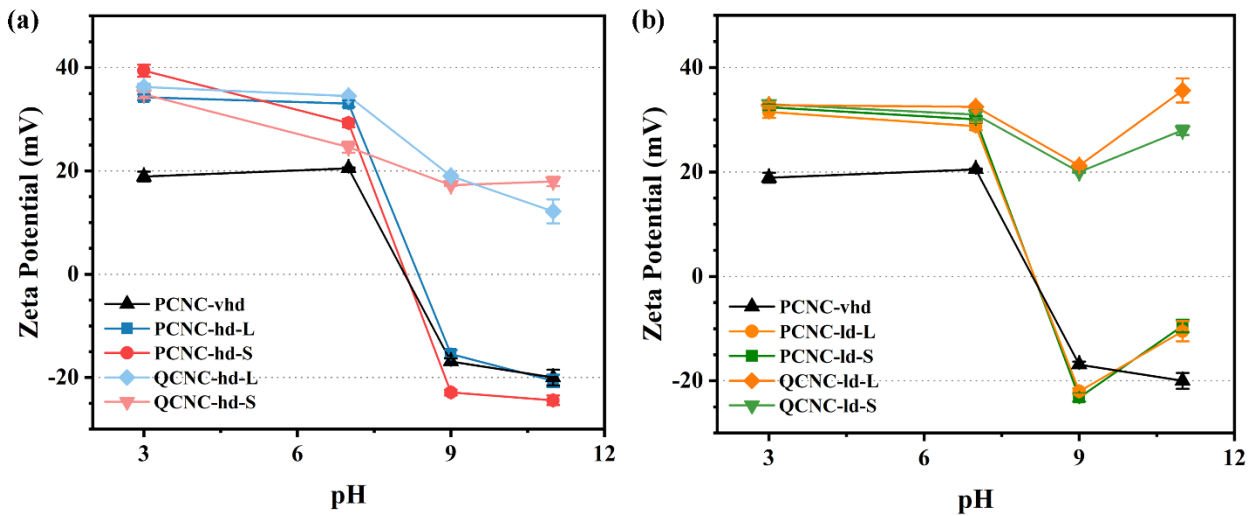 (a)
Zeta Potential (mV)
40
20
0
-20
PCNC-vhd
PCNC-hd-L
PCNC-hd-S
QCNC-hd-L
QCNC-hd-S
3
6
9
12
pH
(b)
Zeta Potential (mV)
40
20
0
-20
PCNC-vhd
PCNC-ld-L
PCNC-ld-S
QCNC-ld-L
QCNC-ld-S
3
6
9
12
pH